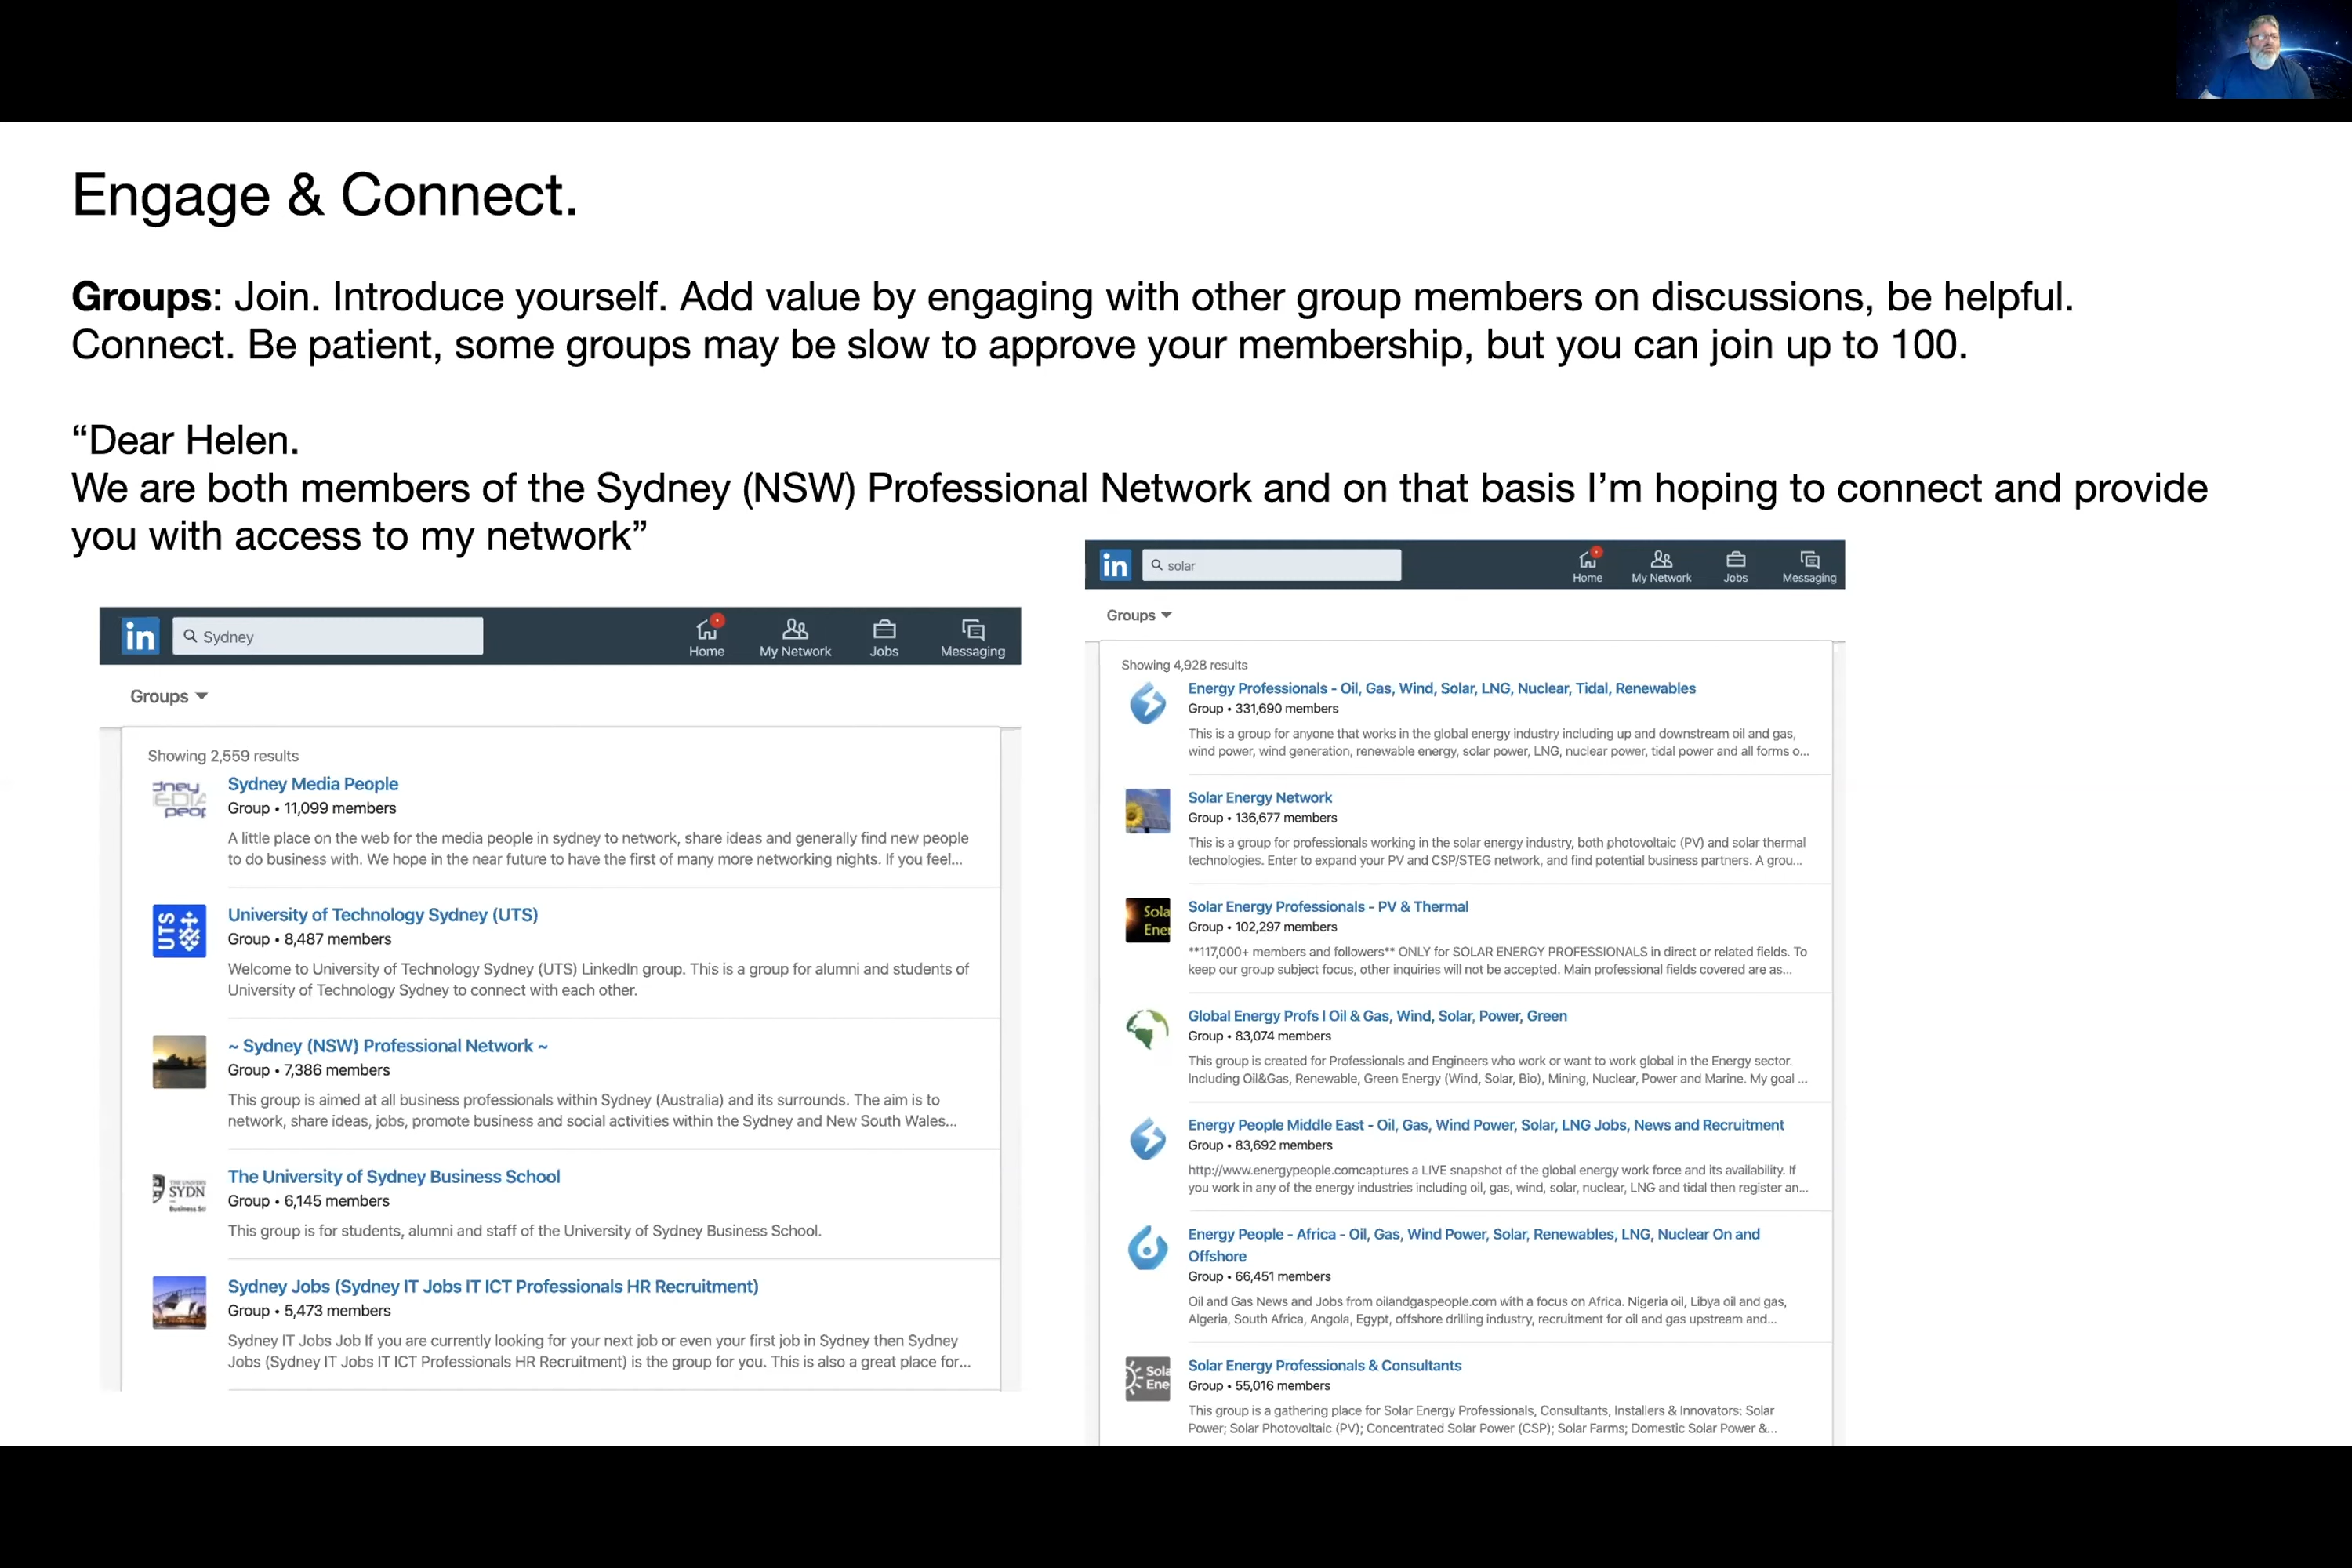 Engage & Connect.
Groups: Join. Introduce yourself. Add value by engaging with other group members on discussions, be helpful.
Connect. Be patient, some groups may be slow to approve your membership, but you can join up to 100.
“Dear Helen.
We are both members of the Sydney (NSW) Professional Network and on that basis I’m hoping to connect and provide
you with access to my network”
in
Sydney
Home
My Network
Jobs
Messaging
Groups
Showing 2,559 results
Sydney Media People
Group • 11,099 members
A little place on the web for the media people in sydney to network, share ideas and generally find new people
to do business with. We hope in the near future to have the first of many more networking nights. If you feel...
UTS
University of Technology Sydney (UTS)
Group • 8,487 members
Welcome to University of Technology Sydney (UTS) LinkedIn group. This is a group for alumni and students of
University of Technology Sydney to connect with each other.
~ Sydney (NSW) Professional Network ~
Group • 7,386 members
This group is aimed at all business professionals within Sydney (Australia) and its surrounds. The aim is to
network, share ideas, jobs, promote business and social activities within the Sydney and New South Wales...
SYDN
The University of Sydney Business School
Group • 6,145 members
This group is for students, alumni and staff of the University of Sydney Business School.
Sydney Jobs (Sydney IT Jobs IT ICT Professionals HR Recruitment)
Group • 5,473 members
Sydney IT Jobs Job If you are currently looking for your next job or even your first job in Sydney then Sydney
Jobs (Sydney IT Jobs IT ICT Professionals HR Recruitment) is the group for you. This is also a great place for...
in
solar
Home
My Network
Jobs
Messaging
Groups
Showing 4,928 results
Energy Professionals - Oil, Gas, Wind, Solar, LNG, Nuclear, Tidal, Renewables
Group • 331,690 members
This is a group for anyone that works in the global energy industry including up and downstream oil and gas,
wind power, wind generation, renewable energy, solar power, LNG, nuclear power, tidal power and all forms o...
Solar Energy Network
Group • 136,677 members
This is a group for professionals working in the solar energy industry, both photovoltaic (PV) and solar thermal
technologies. Enter to expand your PV and CSP/STEG network, and find potential business partners. A grou...
Sola
Ener
Solar Energy Professionals - PV & Thermal
Group • 102,297 members
**117,000+ members and followers** ONLY for SOLAR ENERGY PROFESSIONALS in direct or related fields. To
keep our group subject focus, other inquiries will not be accepted. Main professional fields covered are as...
Global Energy Profs | Oil & Gas, Wind, Solar, Power, Green
Group • 83,074 members
This group is created for Professionals and Engineers who work or want to work global in the Energy sector.
Including Oil&Gas, Renewable, Green Energy (Wind, Solar, Bio), Mining, Nuclear, Power and Marine. My goal ...
Energy People Middle East - Oil, Gas, Wind Power, Solar, LNG Jobs, News and Recruitment
Group • 83,692 members
http://www.energypeople.comcaptures a LIVE snapshot of the global energy work force and its availability. If
you work in any of the energy industries including oil, gas, wind, solar, nuclear, LNG and tidal then register an...
Energy People - Africa - Oil, Gas, Wind Power, Solar, Renewables, LNG, Nuclear On and
Offshore
Group • 66,451 members
Oil and Gas News and Jobs from oilandgaspeople.com with a focus on Africa. Nigeria oil, Libya oil and gas,
Algeria, South Africa, Angola, Egypt, offshore drilling industry, recruitment for oil and gas upstream and...
Sola
Ene
Solar Energy Professionals & Consultants
Group • 55,016 members
This group is a gathering place for Solar Energy Professionals, Consultants, Installers & Innovators: Solar
Power; Solar Photovoltaic (PV); Concentrated Solar Power (CSP); Solar Farms; Domestic Solar Power &...